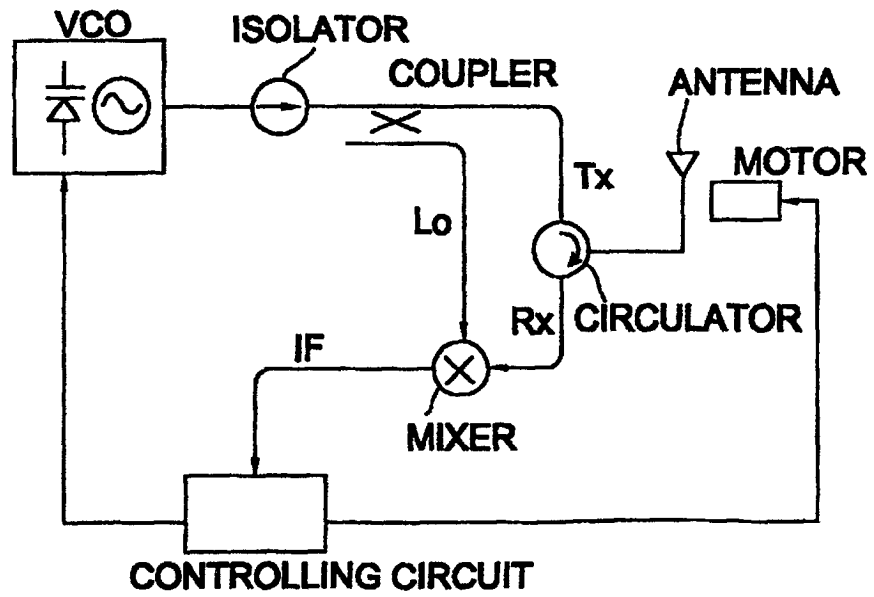 VCO
ISOLATOR
COUPLER
ANTENNA
MOTOR
Tx
Lo
Rx
CIRCULATOR
IF
MIXER
CONTROLLING CIRCUIT